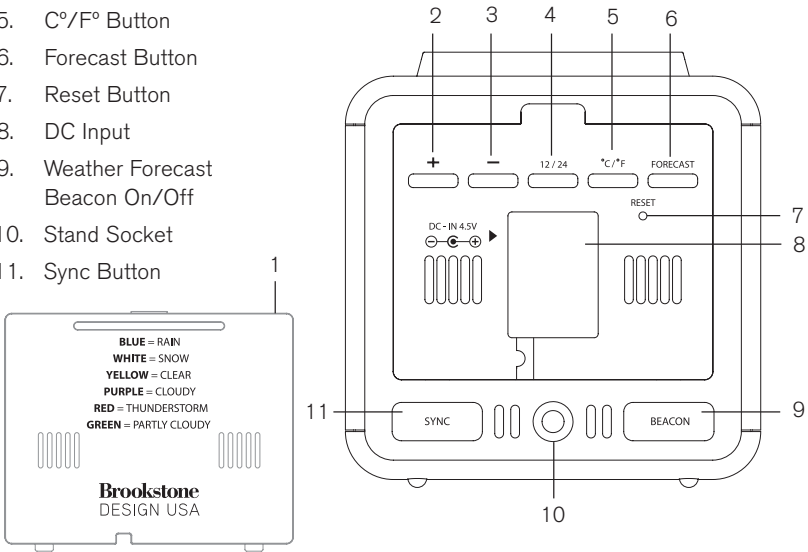 5. Cº/Fº Button
6. Forecast Button
7. Reset Button
8. DC Input
9. Weather Forecast
Beacon On/Off
10. Stand Socket
11. Sync Button
1
BLUE = RAIN
WHITE = SNOW
YELLOW = CLEAR
PURPLE = CLOUDY
RED = THUNDERSTORM
GREEN = PARTLY CLOUDY
Brookstone
DESIGN USA
2 3 4 5 6
+ − 12 / 24 °C/°F FORECAST
RESET
7
DC - IN 4.5V
8
11 SYNC BEACON 9
10